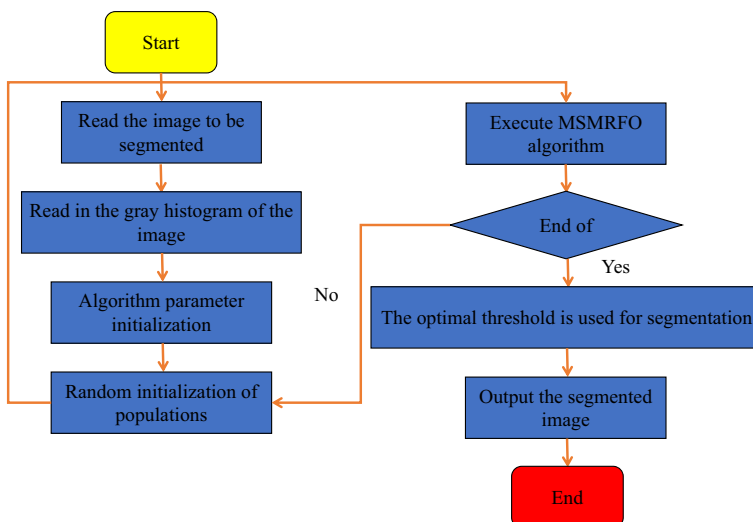 Start
Read the image to be
segmented
Read in the gray histogram of the
image
Algorithm parameter
initialization
Random initialization of
populations
Execute MSMRFO
algorithm
End of
Yes
No
The optimal threshold is used for segmentation
Output the segmented
image
End